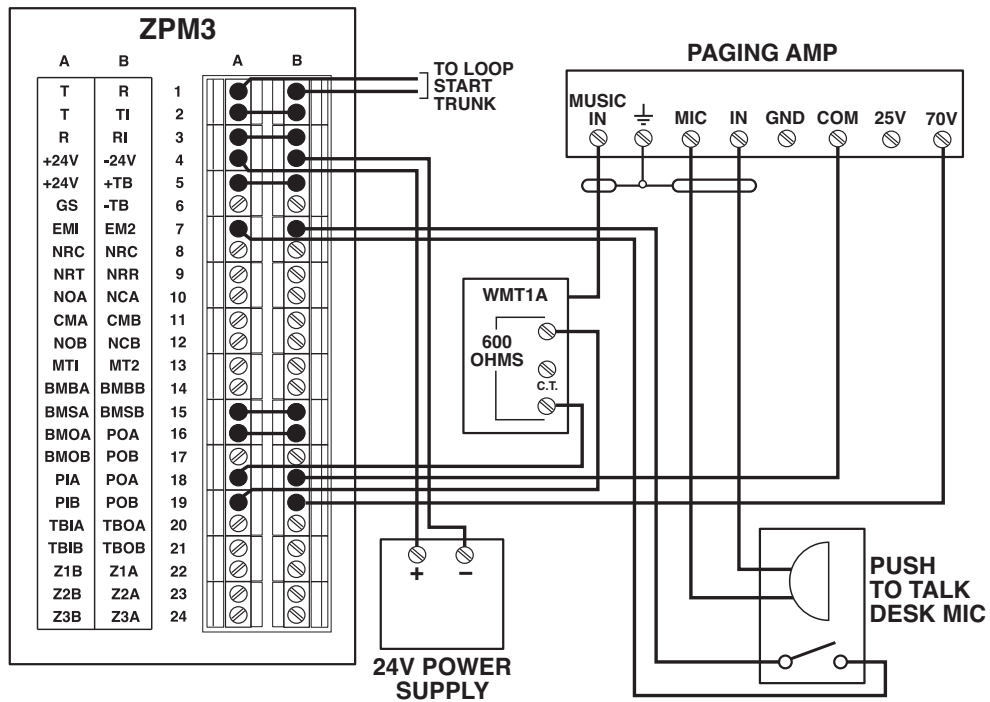 ZPM3
A B A B
T R 1
T TI 2
R RI 3
+24V -24V 4
+24V +TB 5
GS -TB 6
EMI EM2 7
NRC NRC 8
NRT NRR 9
NOA NCA 10
CMA CMB 11
NOB NCB 12
MTI MT2 13
BMBA BMBB 14
BMSA BMSB 15
BMOA POA 16
BMOB POB 17
PIA POA 18
PIB POB 19
TBIA TBOA 20
TBIB TBOB 21
Z1B Z1A 22
Z2B Z2A 23
Z3B Z3A 24
TO LOOP
START
TRUNK
PAGING AMP
MUSIC
IN MIC IN GND COM 25V 70V
WMT1A
600
OHMS
C.T.
+ –
24V POWER
SUPPLY
PUSH
TO TALK
DESK MIC